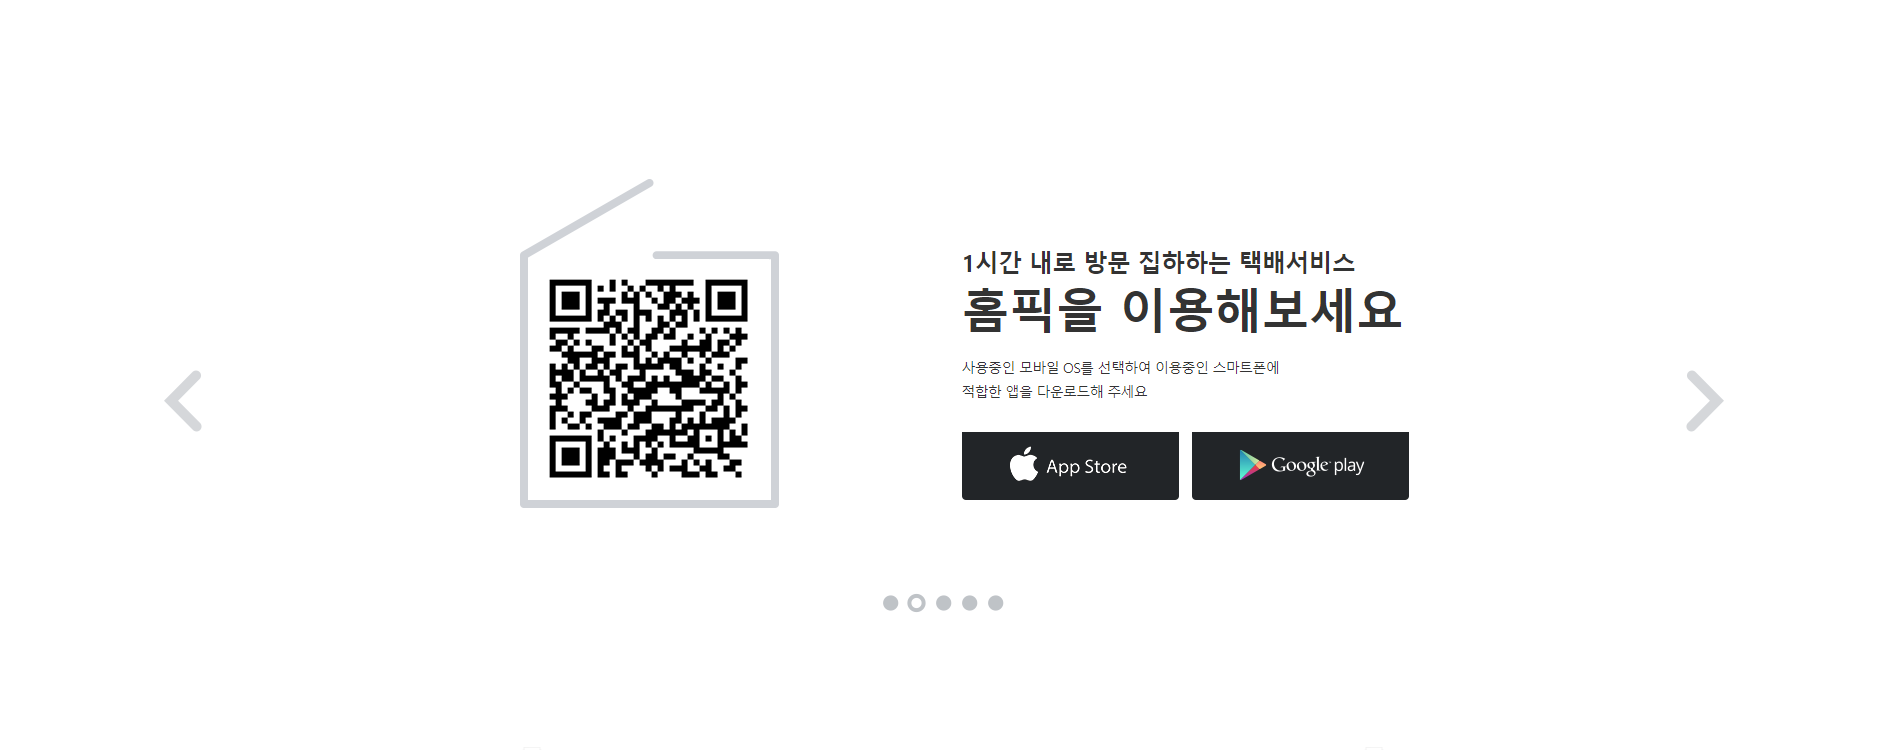 1시간 내로 방문 집하하는 택배서비스
홈픽을 이용해보세요
사용중인 모바일 OS를 선택하여 이용중인 스마트폰에
적합한 앱을 다운로드해 주세요
App Store
Google play